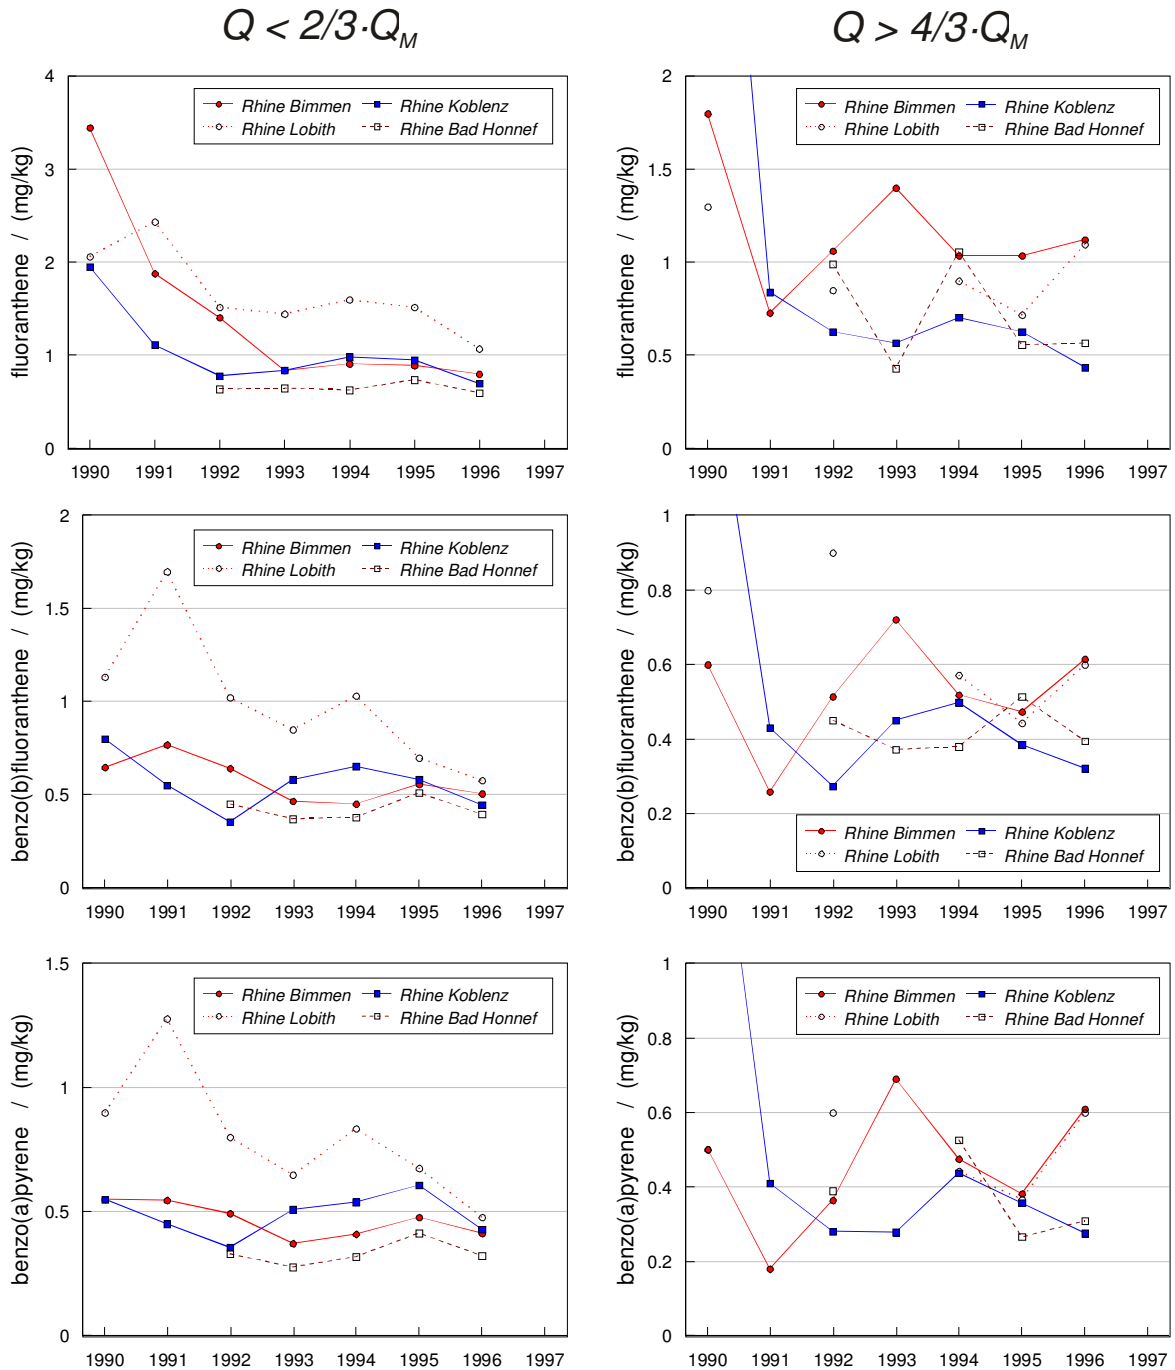 Q < 2/3·QM
Q > 4/3·QM
fluoranthene / (mg/kg)
4
3
2
1
0
Rhine Bimmen
Rhine Koblenz
Rhine Lobith
Rhine Bad Honnef
1990 1991 1992 1993 1994 1995 1996 1997
fluoranthene / (mg/kg)
2
1.5
1
0.5
0
Rhine Bimmen
Rhine Koblenz
Rhine Lobith
Rhine Bad Honnef
1990 1991 1992 1993 1994 1995 1996 1997
benzo(b)fluoranthene / (mg/kg)
2
1.5
1
0.5
0
Rhine Bimmen
Rhine Koblenz
Rhine Lobith
Rhine Bad Honnef
1990 1991 1992 1993 1994 1995 1996 1997
benzo(b)fluoranthene / (mg/kg)
1
0.8
0.6
0.4
0.2
0
Rhine Bimmen
Rhine Koblenz
Rhine Lobith
Rhine Bad Honnef
1990 1991 1992 1993 1994 1995 1996 1997
benzo(a)pyrene / (mg/kg)
1.5
1
0.5
0
Rhine Bimmen
Rhine Koblenz
Rhine Lobith
Rhine Bad Honnef
1990 1991 1992 1993 1994 1995 1996 1997
benzo(a)pyrene / (mg/kg)
1
0.8
0.6
0.4
0.2
0
Rhine Bimmen
Rhine Koblenz
Rhine Lobith
Rhine Bad Honnef
1990 1991 1992 1993 1994 1995 1996 1997